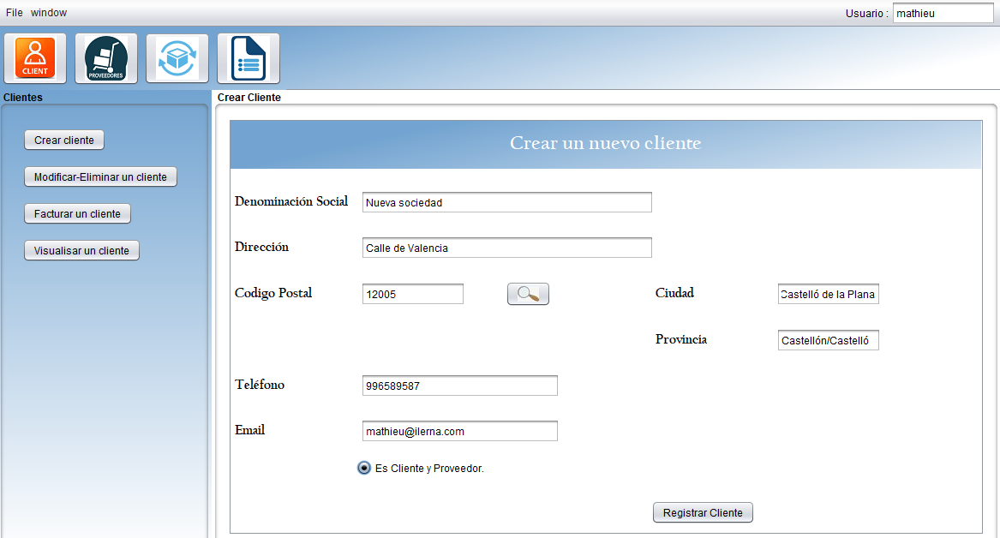 File window Usuario : mathieu
CLIENT PROVEEDORES
Clientes Crear Cliente
Crear cliente
Modificar-Eliminar un cliente
Facturar un cliente
Visualisar un cliente
Crear un nuevo cliente
Denominación Social Nueva sociedad
Dirección Calle de Valencia
Codigo Postal 12005 Ciudad Castelló de la Plana
Provincia Castellón/Castelló
Teléfono 996589587
Email mathieu@ilerna.com
Es Cliente y Proveedor.
Registrar Cliente